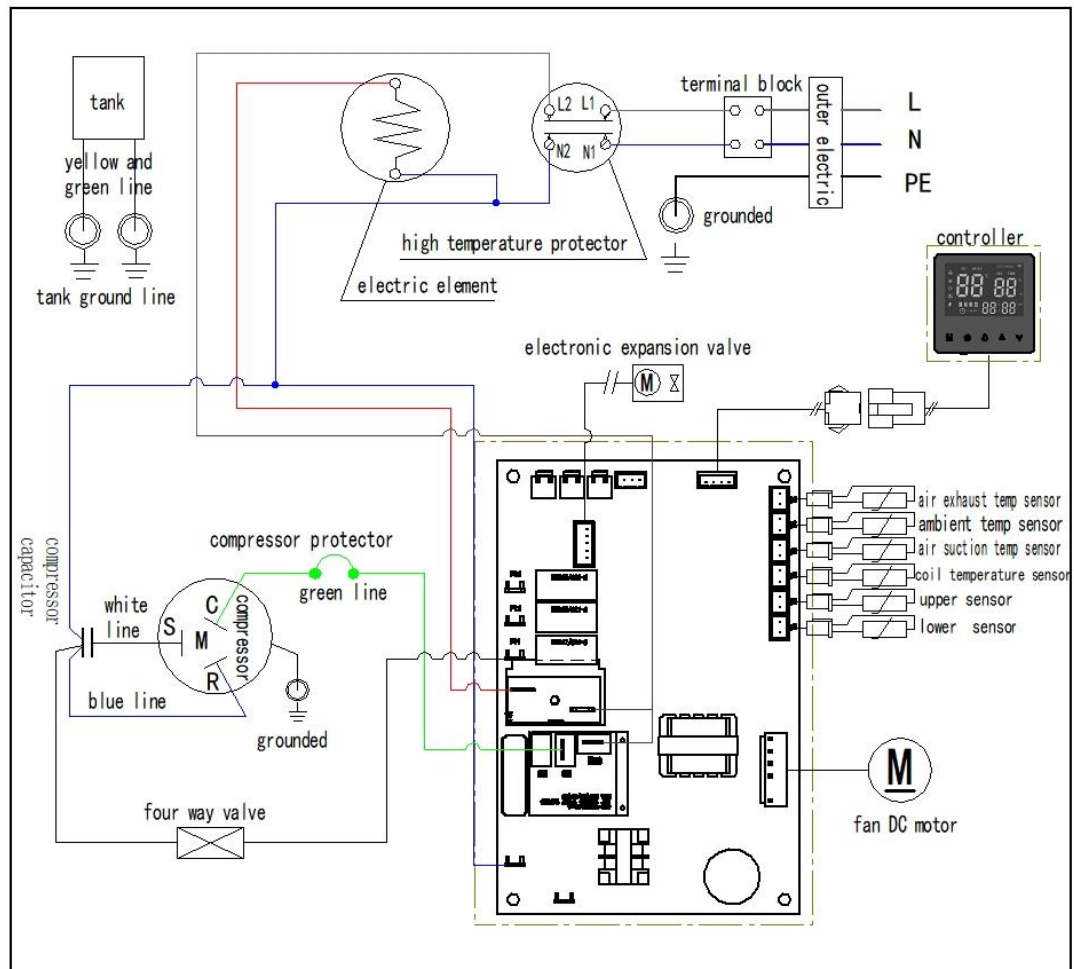 tank
yellow and
green line
tank ground line
L2 L1
N2 N1
terminal block
outer electric
L
N
PE
grounded
high temperature protector
electric element
controller
88 88
88:88
electronic expansion valve
M
air exhaust temp sensor
ambient temp sensor
air suction temp sensor
coil temperature sensor
upper sensor
lower sensor
compressor protector
green line
compressor
capacitor
white
line
C
S
M
R
compressor
blue line
grounded
four way valve
M
fan DC motor